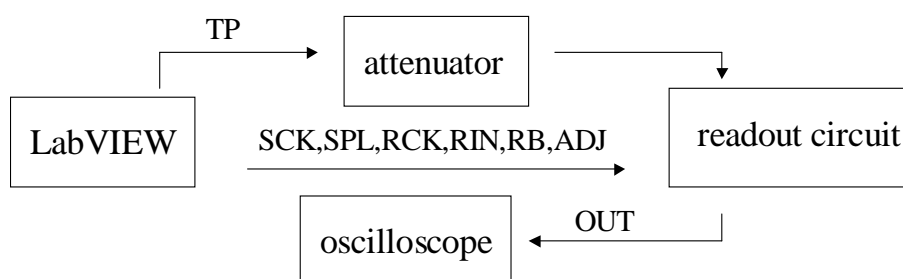 TP
attenuator
LabVIEW
SCK,SPL,RCK,RIN,RB,ADJ
readout circuit
OUT
oscilloscope